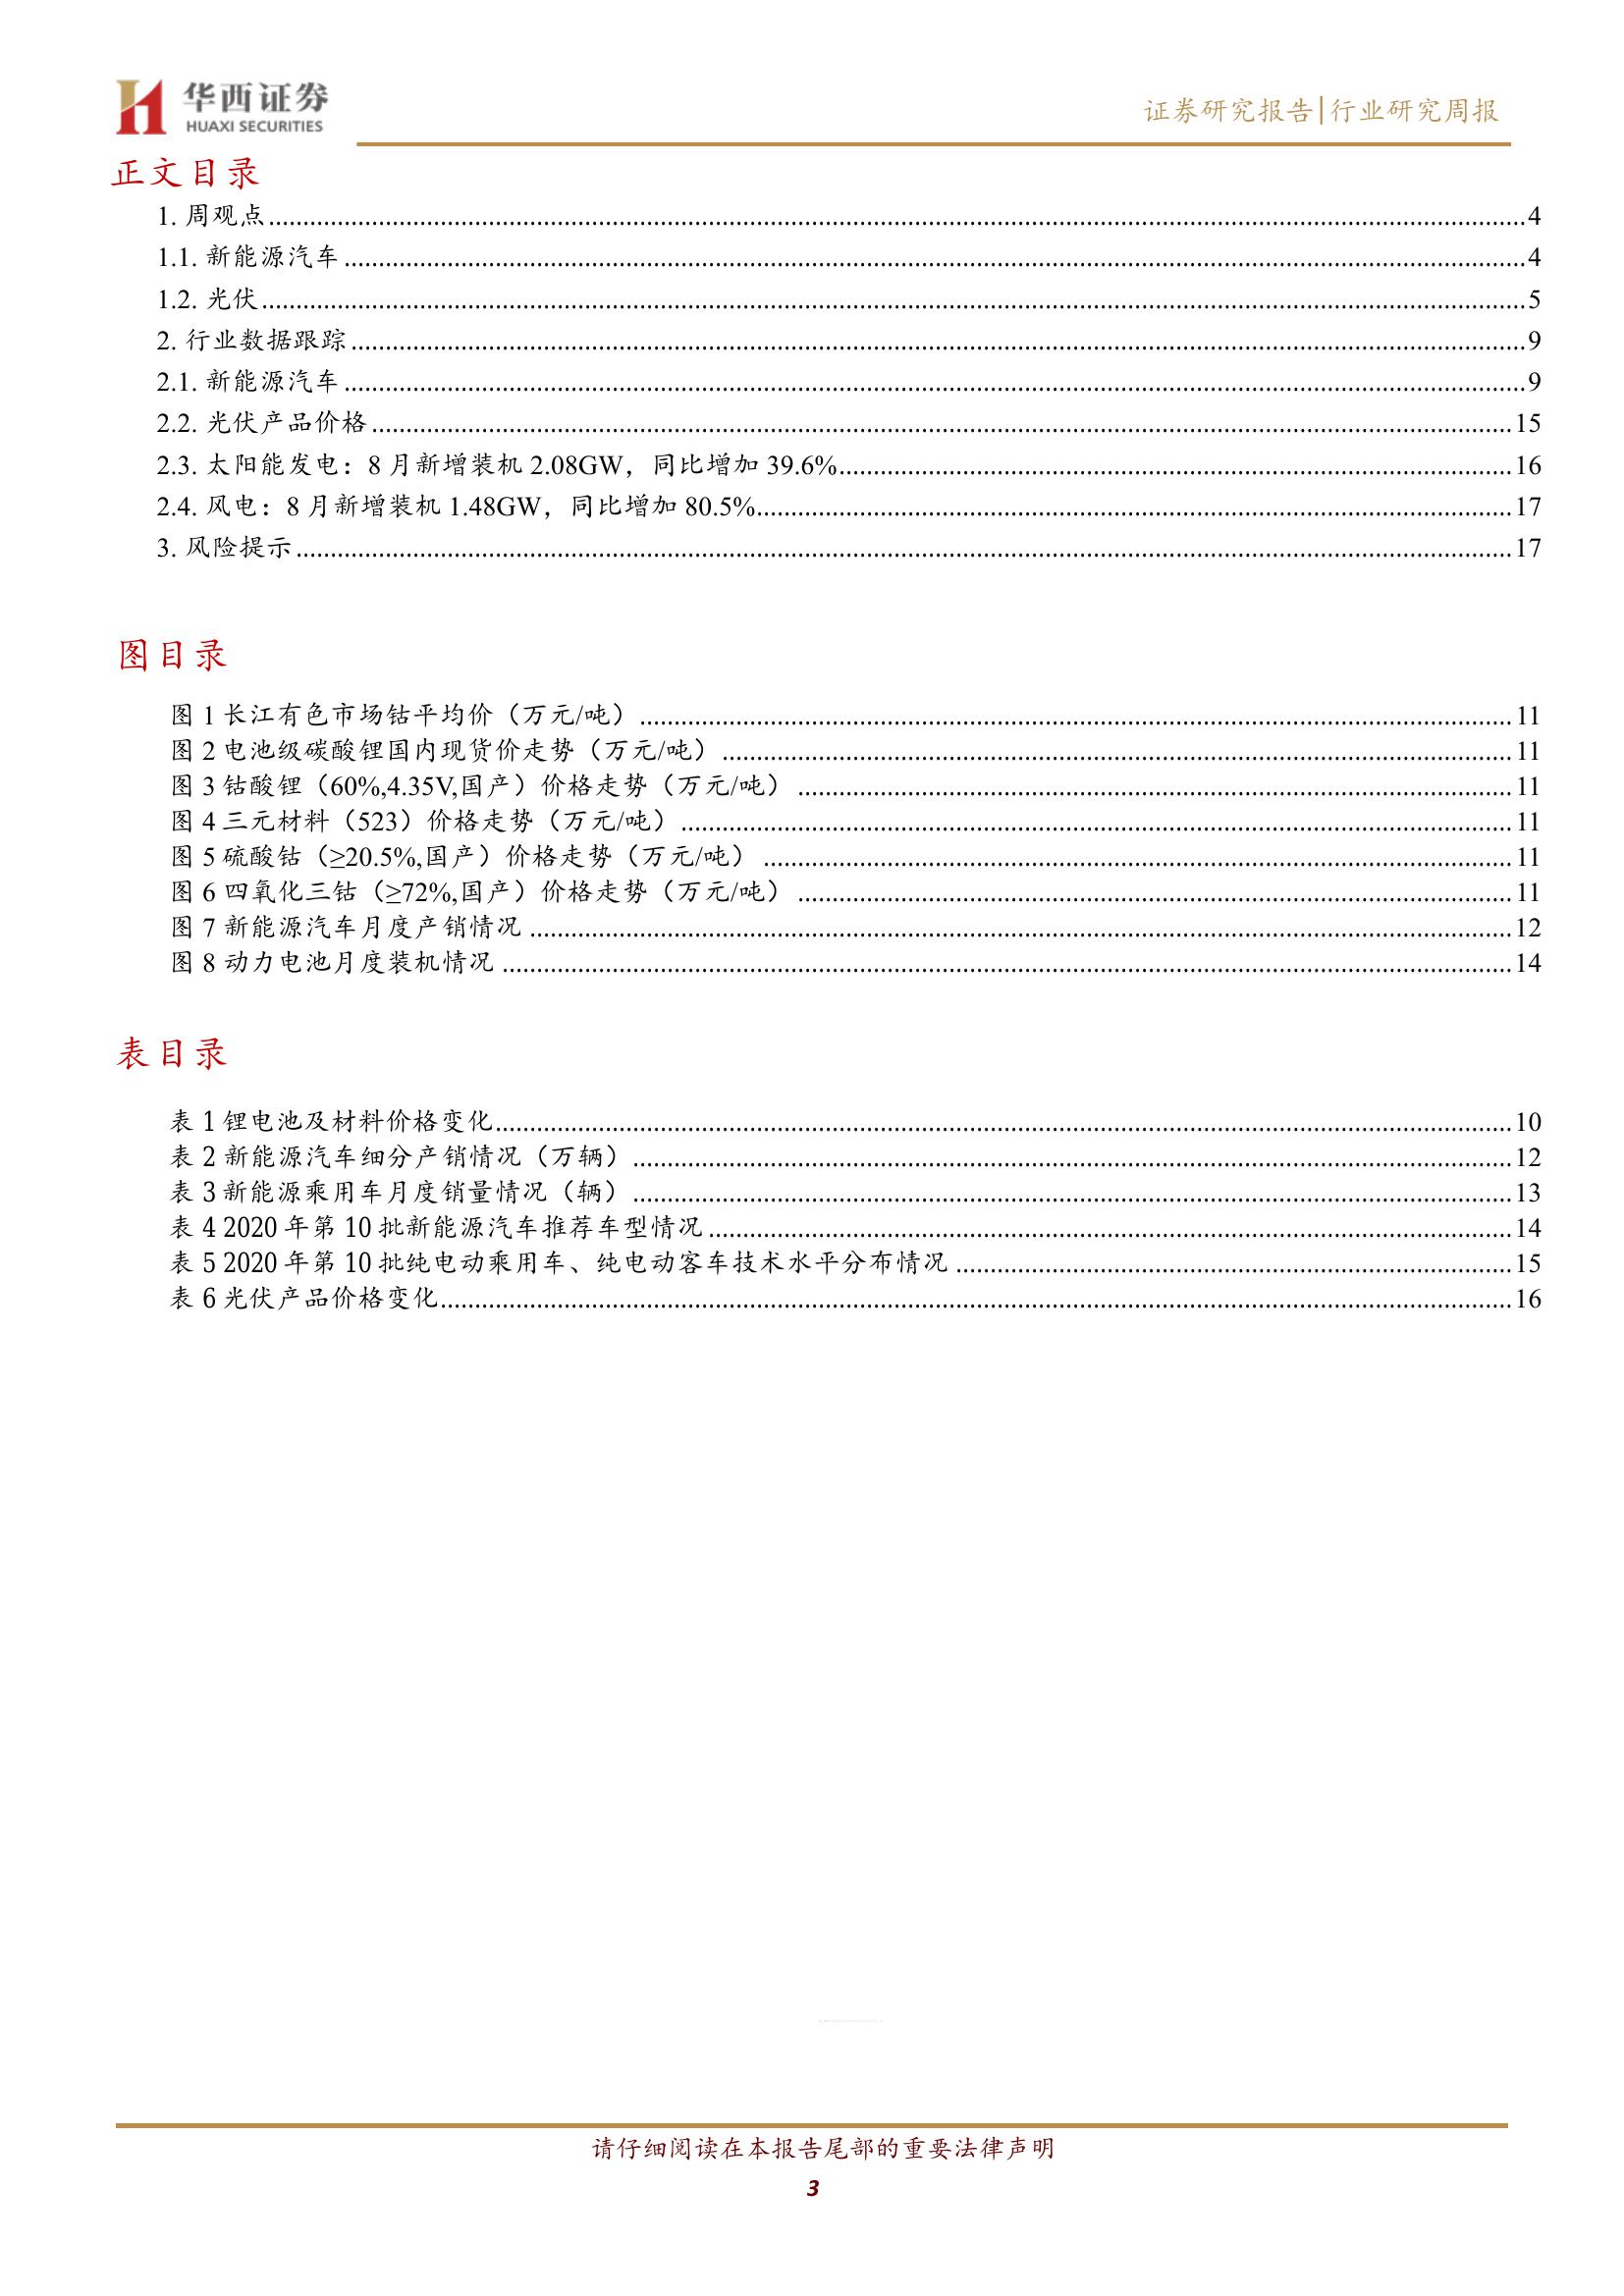 华西证券
HUAXI SECURITIES
证券研究报告|行业研究周报
正文目录
1. 周观点 4
1.1. 新能源汽车 4
1.2. 光伏 5
2. 行业数据跟踪 9
2.1. 新能源汽车 9
2.2. 光伏产品价格 15
2.3. 太阳能发电：8 月新增装机 2.08GW，同比增加 39.6% 16
2.4. 风电：8 月新增装机 1.48GW，同比增加 80.5% 17
3. 风险提示 17
图目录
图 1 长江有色市场钴平均价（万元/吨） 11
图 2 电池级碳酸锂国内现货价走势（万元/吨） 11
图 3 钴酸锂（60%,4.35V,国产）价格走势（万元/吨） 11
图 4 三元材料（523）价格走势（万元/吨） 11
图 5 硫酸钴（≥20.5%,国产）价格走势（万元/吨） 11
图 6 四氧化三钴（≥72%,国产）价格走势（万元/吨） 11
图 7 新能源汽车月度产销情况 12
图 8 动力电池月度装机情况 14
表目录
表 1 锂电池及材料价格变化 10
表 2 新能源汽车细分产销情况（万辆） 12
表 3 新能源乘用车月度销量情况（辆） 13
表 4 2020 年第 10 批新能源汽车推荐车型情况 14
表 5 2020 年第 10 批纯电动乘用车、纯电动客车技术水平分布情况 15
表 6 光伏产品价格变化 16
请仔细阅读在本报告尾部的重要法律声明
3